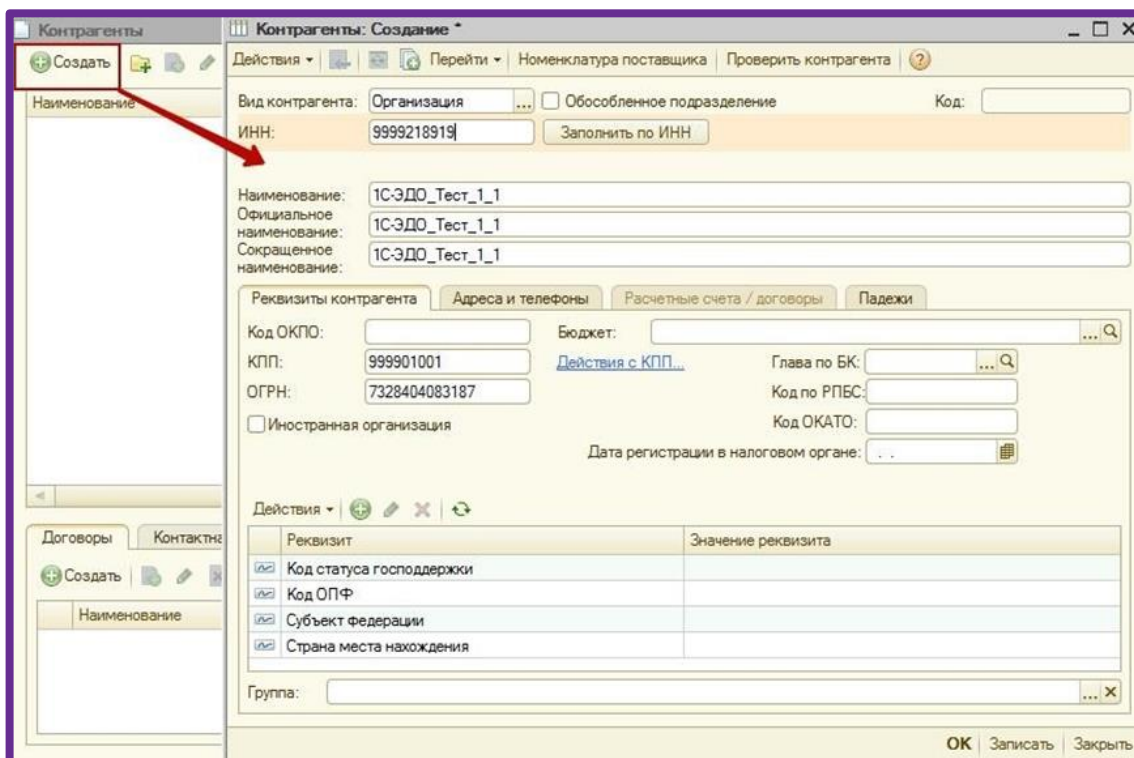 Контрагенты
Создать
Наименование
Договоры
Контактна
Создать
Наименование
Контрагенты: Создание *
Действия
Перейти
Номенклатура поставщика
Проверить контрагента
Вид контрагента: Организация
Обособленное подразделение
Код:
ИНН: 9999218919
Заполнить по ИНН
Наименование: 1С-ЭДО_Тест_1_1
Официальное
наименование: 1С-ЭДО_Тест_1_1
Сокращенное
наименование: 1С-ЭДО_Тест_1_1
Реквизиты контрагента
Адреса и телефоны
Расчетные счета / договоры
Падежи
Код ОКПО:
Бюджет:
КПП: 999901001
Действия с КПП...
Глава по БК:
ОГРН: 7328404083187
Код по РПБС:
Иностранная организация
Код ОКАТО:
Дата регистрации в налоговом органе: . .
Действия
Реквизит
Значение реквизита
Код статуса господдержки
Код ОПФ
Субъект федерации
Страна места нахождения
Группа:
ОК
Записать
Закрыть